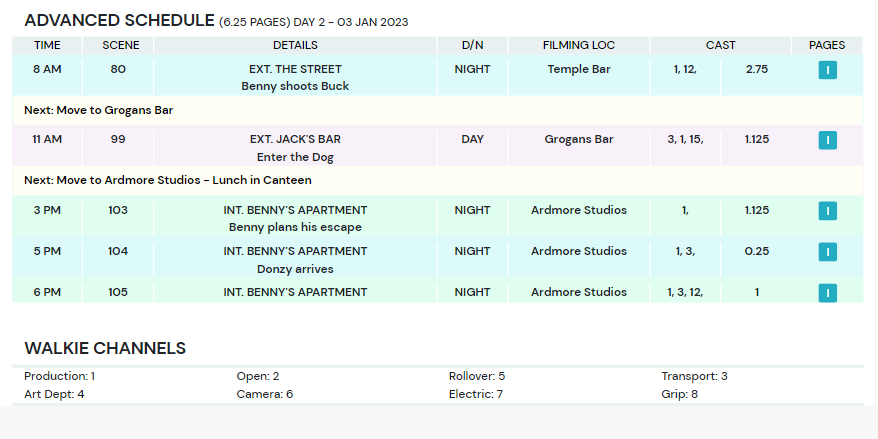 ADVANCED SCHEDULE (6.25 PAGES) DAY 2 - 03 JAN 2023
TIME SCENE DETAILS D/N FILMING LOC CAST PAGES
8 AM 80 EXT. THE STREET NIGHT Temple Bar 1, 12, 2.75 I
Benny shoots Buck
Next: Move to Grogans Bar
11 AM 99 EXT. JACK'S BAR DAY Grogans Bar 3, 1, 15, 1.125 I
Enter the Dog
Next: Move to Ardmore Studios - Lunch in Canteen
3 PM 103 INT. BENNY'S APARTMENT NIGHT Ardmore Studios 1, 1.125 I
Benny plans his escape
5 PM 104 INT. BENNY'S APARTMENT NIGHT Ardmore Studios 1, 3, 0.25 I
Donzy arrives
6 PM 105 INT. BENNY'S APARTMENT NIGHT Ardmore Studios 1, 3, 12, 1 I
WALKIE CHANNELS
Production: 1 Open: 2 Rollover: 5 Transport: 3
Art Dept: 4 Camera: 6 Electric: 7 Grip: 8